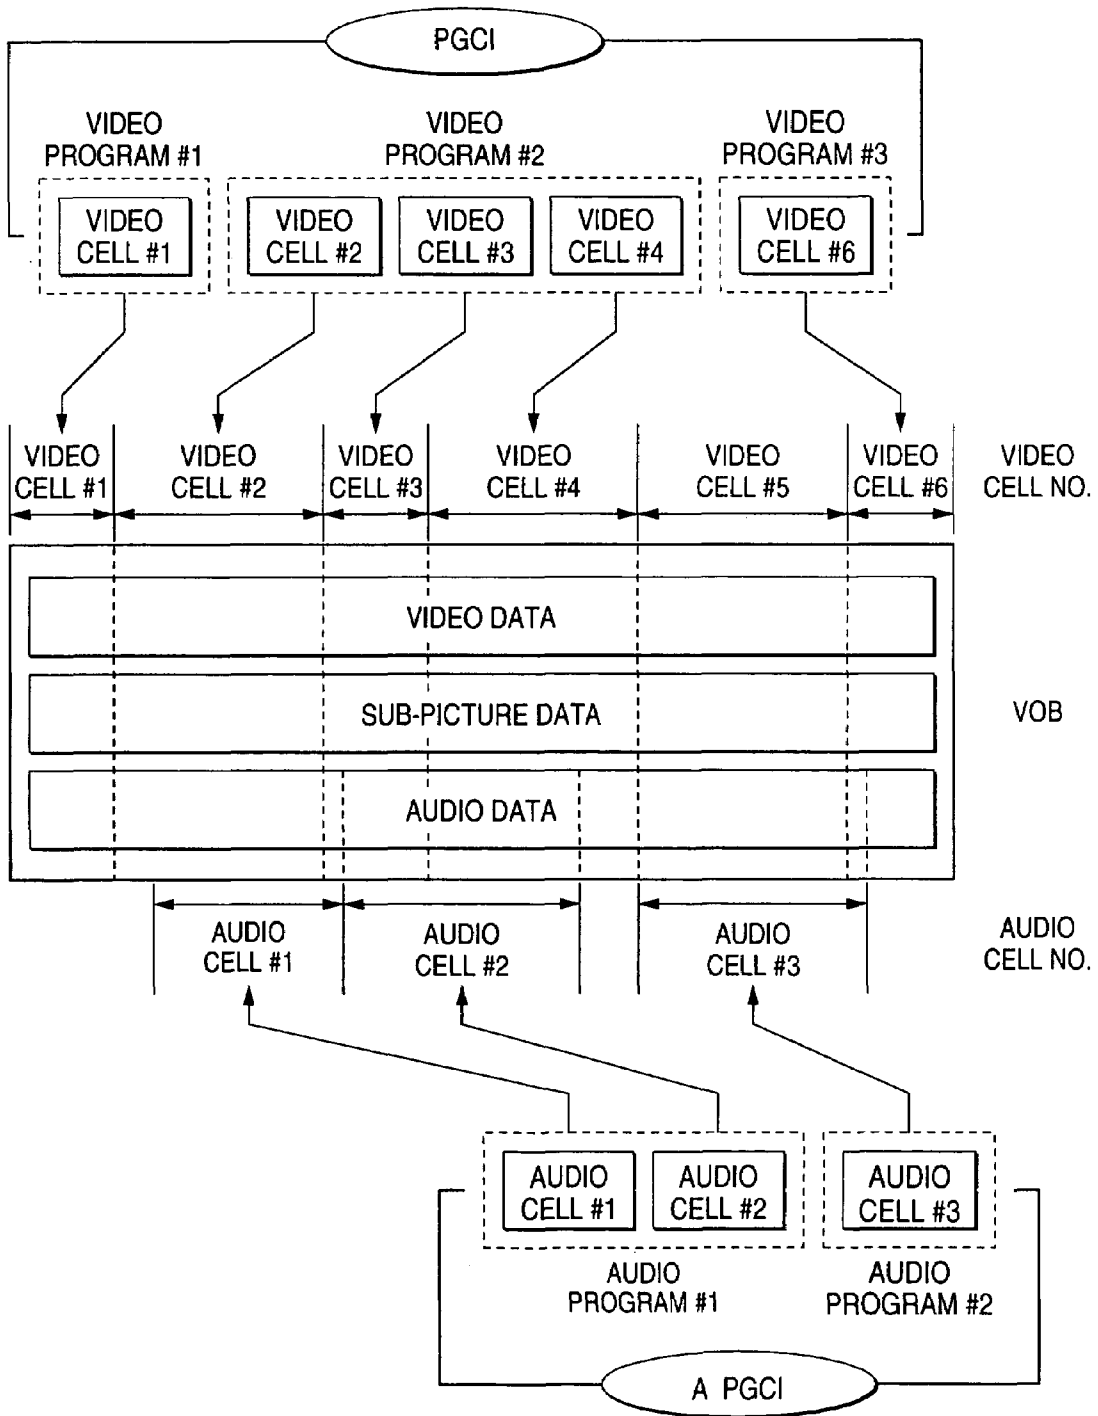 PGCI
VIDEO
PROGRAM #1
VIDEO
PROGRAM #2
VIDEO
PROGRAM #3
VIDEO
CELL #1
VIDEO
CELL #2
VIDEO
CELL #3
VIDEO
CELL #4
VIDEO
CELL #6
VIDEO
CELL #1
VIDEO
CELL #2
VIDEO
CELL #3
VIDEO
CELL #4
VIDEO
CELL #5
VIDEO
CELL #6
VIDEO
CELL NO.
VIDEO DATA
SUB-PICTURE DATA
VOB
AUDIO DATA
AUDIO
CELL #1
AUDIO
CELL #2
AUDIO
CELL #3
AUDIO
CELL NO.
AUDIO
CELL #1
AUDIO
CELL #2
AUDIO
CELL #3
AUDIO
PROGRAM #1
AUDIO
PROGRAM #2
A PGCI